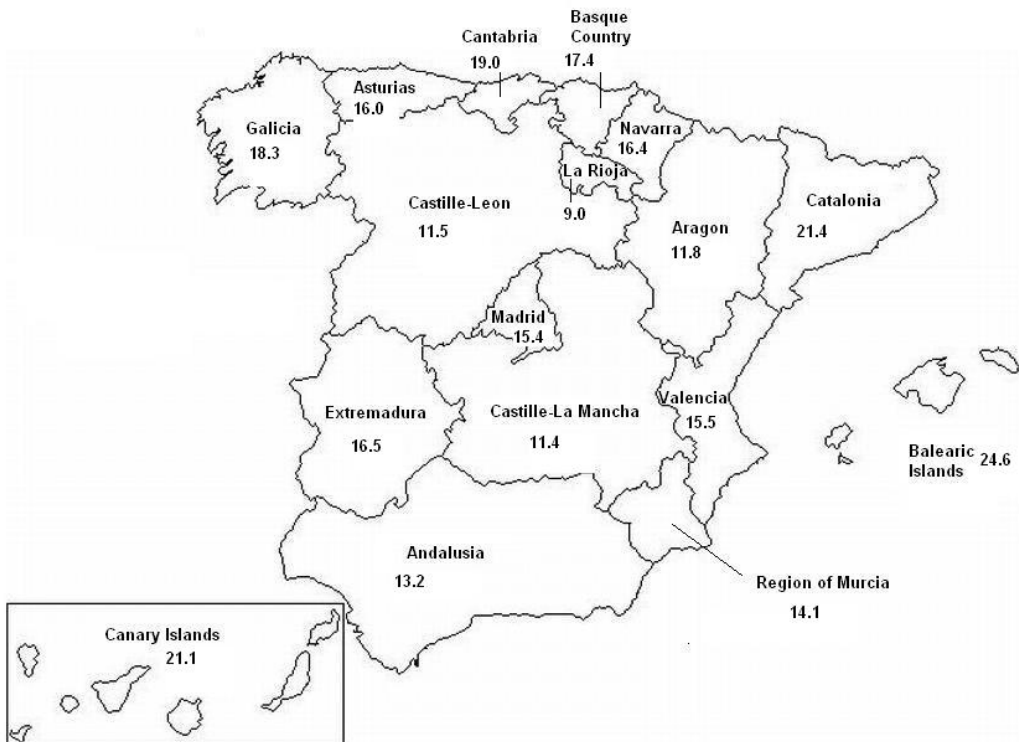 Basque
Country
17.4
Cantabria
19.0
Asturias
16.0
Galicia
18.3
Navarra
16.4
La Rioja
9.0
Castille-Leon
11.5
Aragon
11.8
Catalonia
21.4
Madrid
15.4
Extremadura
16.5
Castille-La Mancha
11.4
Valencia
15.5
Balearic
Islands 24.6
Andalusia
13.2
Region of Murcia
14.1
Canary Islands
21.1